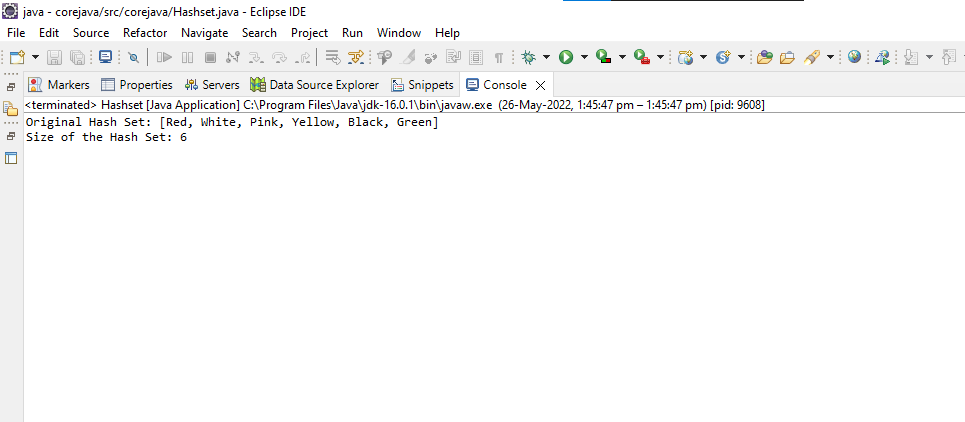 java - corejava/src/corejava/Hashset.java - Eclipse IDE
File Edit Source Refactor Navigate Search Project Run Window Help
Markers Properties Servers Data Source Explorer Snippets Console
<terminated> Hashset [Java Application] C:\Program Files\Java\jdk-16.0.1\bin\javaw.exe (26-May-2022, 1:45:47 pm – 1:45:47 pm) [pid: 9608]
Original Hash Set: [Red, White, Pink, Yellow, Black, Green]
Size of the Hash Set: 6